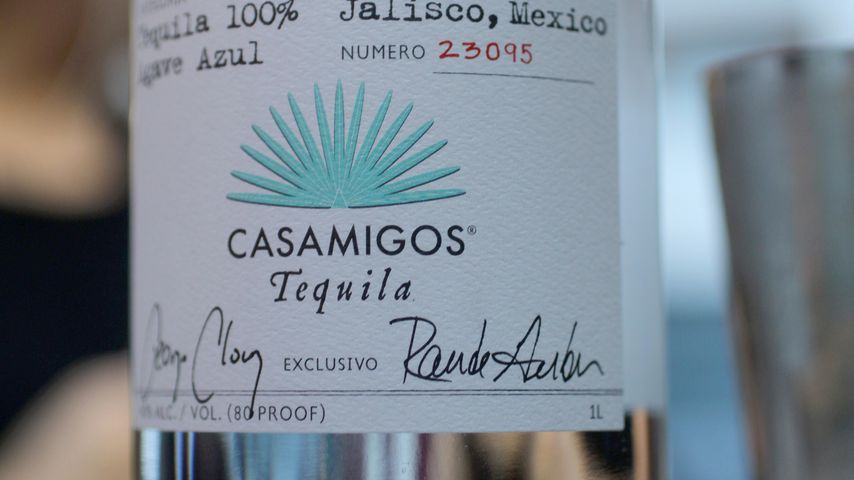 Tequila 100% Jalisco, Mexico
Agave Azul NUMERO 23095
CASAMIGOS®
Tequila
EXCLUSIVO
ALC. / VOL. (80 PROOF) 1L